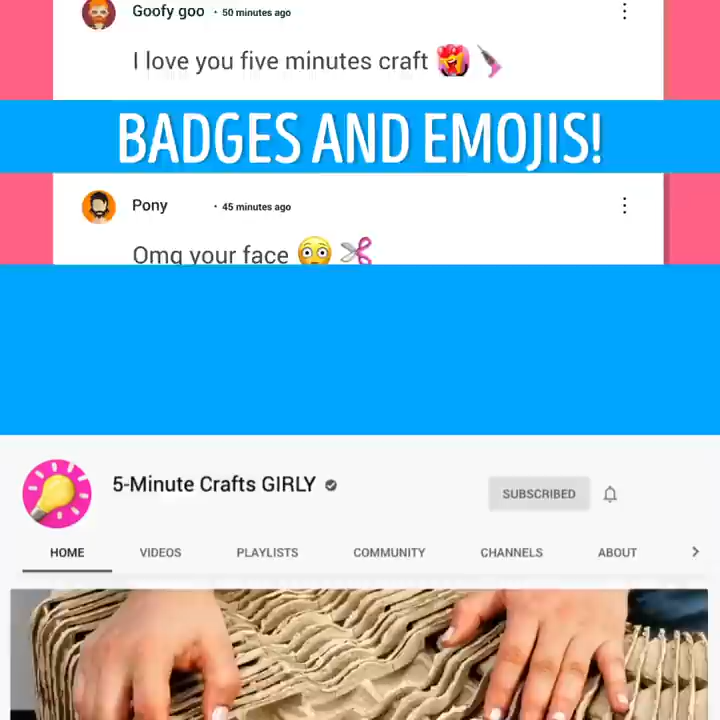 Goofy goo · 50 minutes ago
I love you five minutes craft
BADGES AND EMOJIS!
Pony · 45 minutes ago
Omg your face
5-Minute Crafts GIRLY
SUBSCRIBED
HOME VIDEOS PLAYLISTS COMMUNITY CHANNELS ABOUT